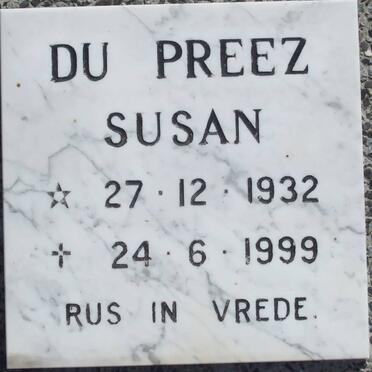 DU PREEZ
SUSAN
☆ 27·12·1932
† 24·6·1999
RUS IN VREDE.